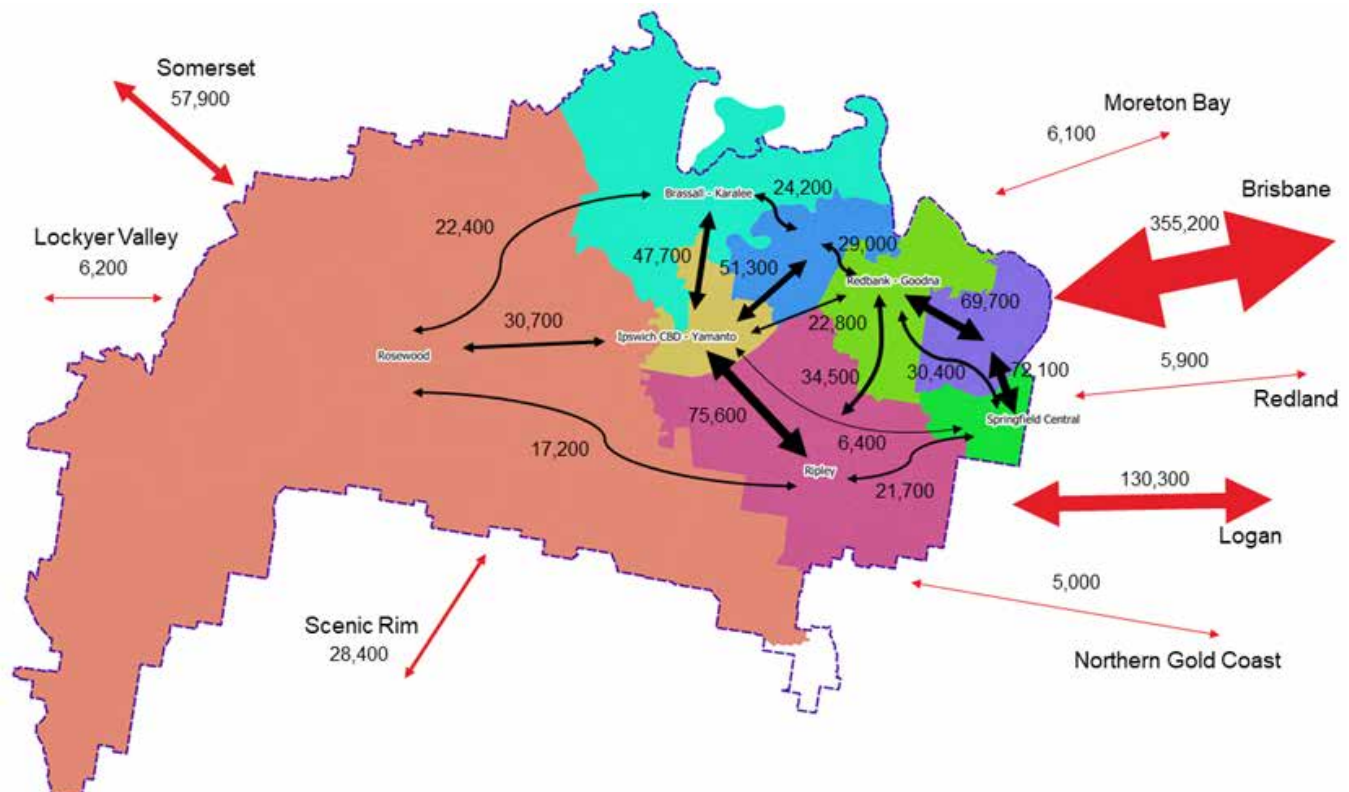 Somerset
57,900
Moreton Bay
6,100
Brisbane
355,200
Brassall - Karalee
24,200
Lockyer Valley
6,200
22,400
47,700
51,300
29,000
Redbank - Goodna
69,700
30,700
Ipswich CBD - Yamanto
22,800
Rosewood
34,500
30,400
72,100
5,900
Redland
75,600
Springfield Central
6,400
17,200
Ripley
21,700
130,300
Logan
5,000
Scenic Rim
28,400
Northern Gold Coast